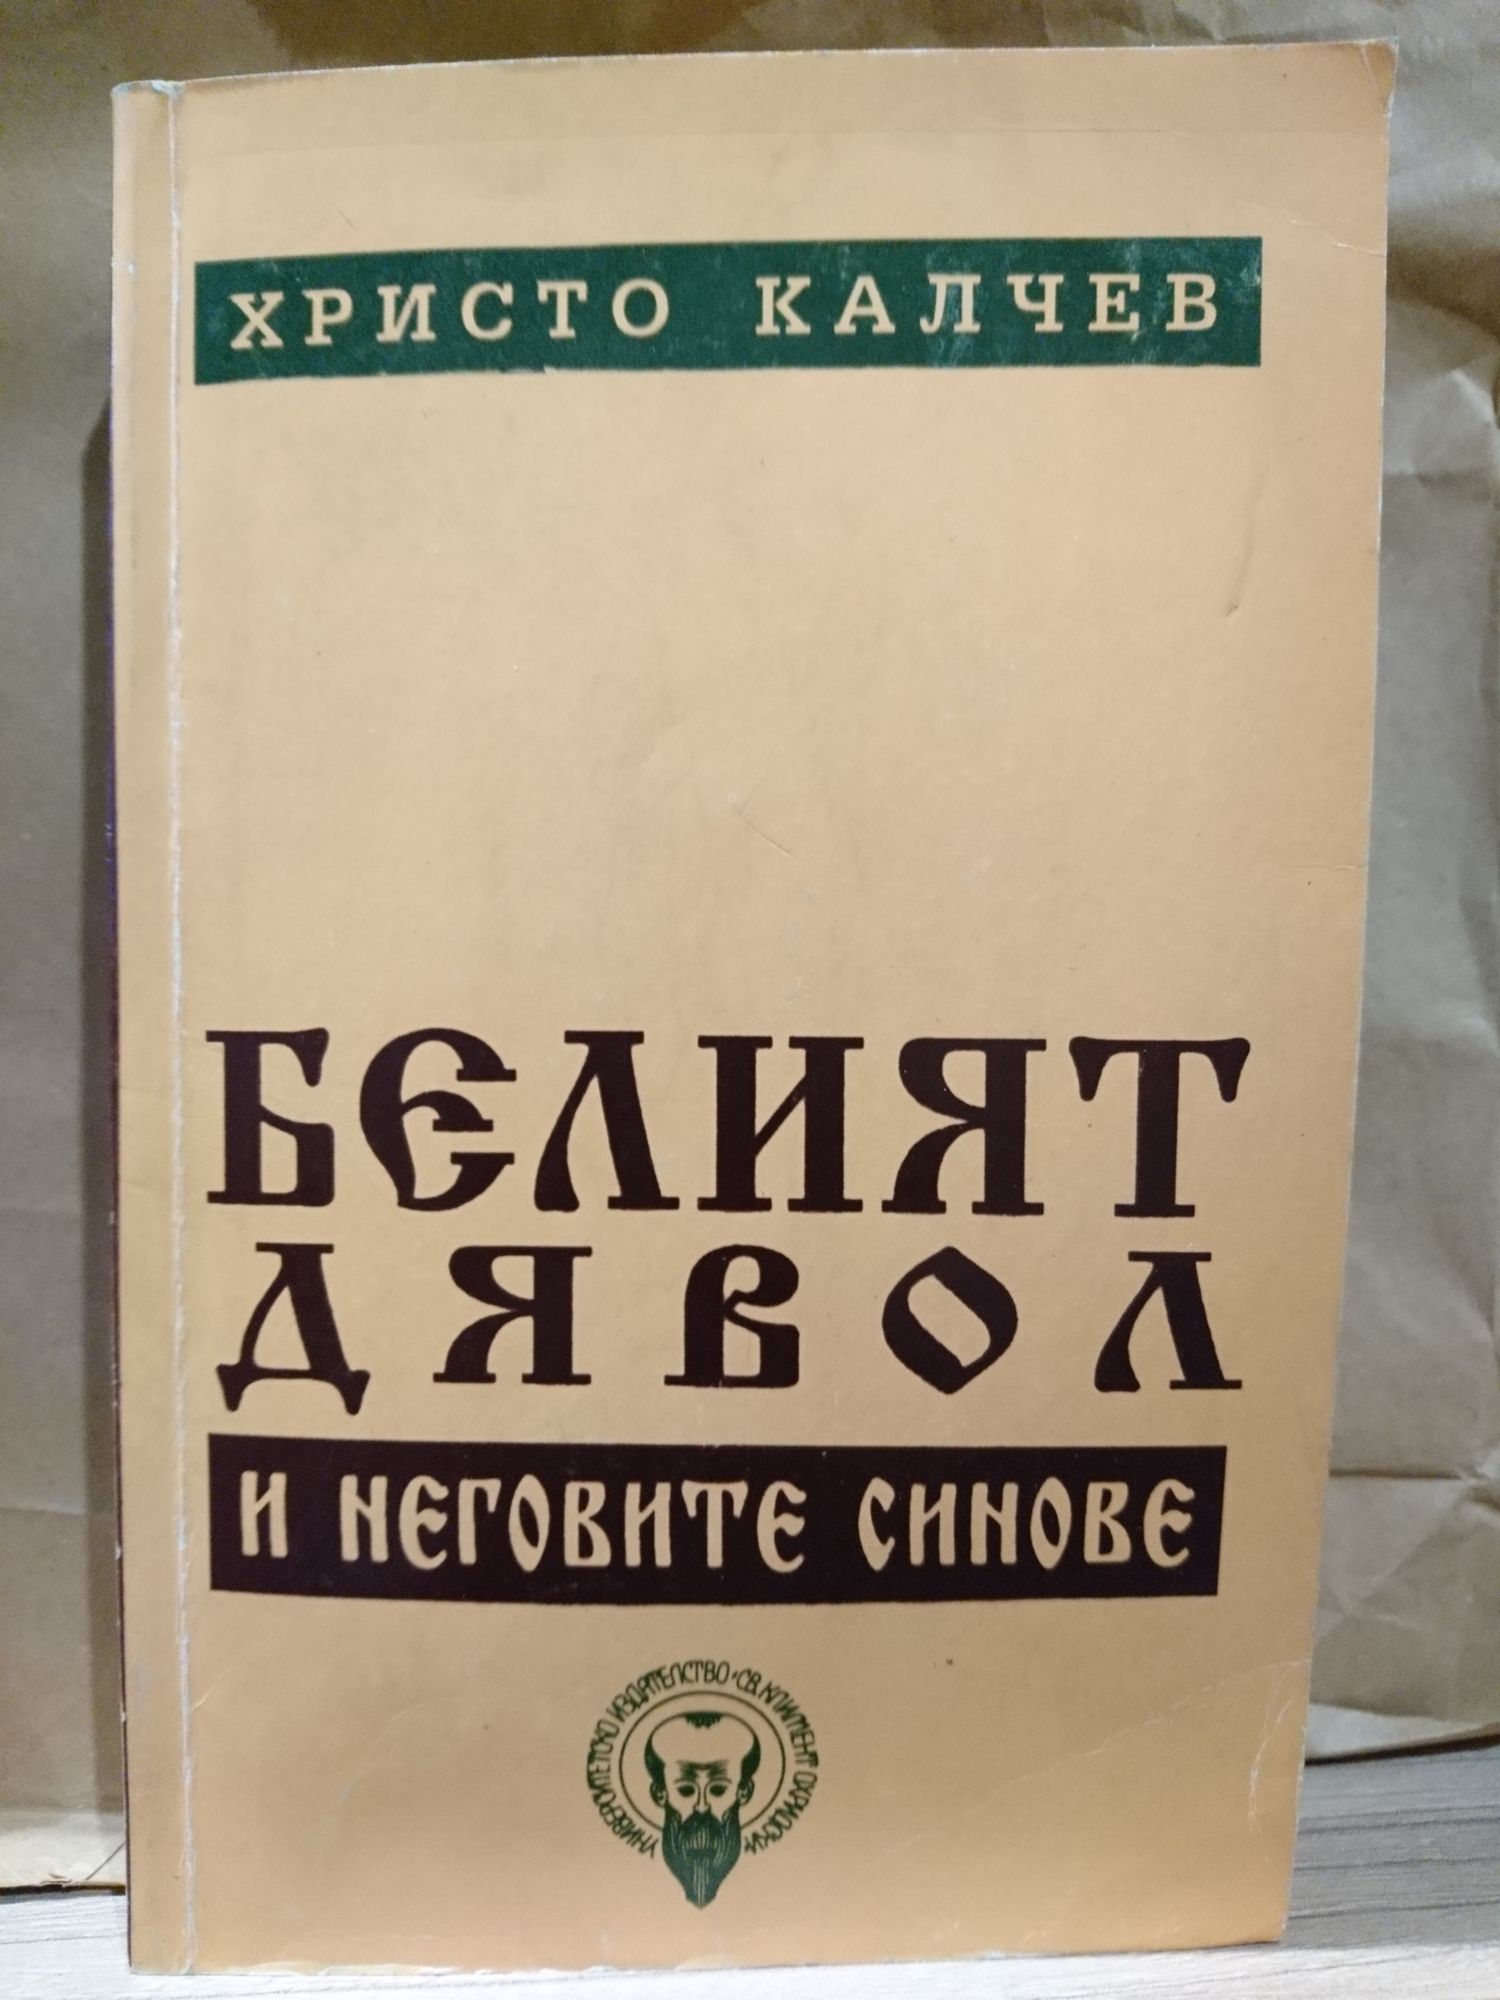 ХРИСТО КАЛЧЕВ
БЕЛИЯТ
ДЯВОЛ
И НЕГОВИТЕ СИНОВЕ
УНИВЕРСИТЕТСКО ИЗДАТЕЛСТВО • СВ. КЛИМЕНТ ОХРИДСКИ